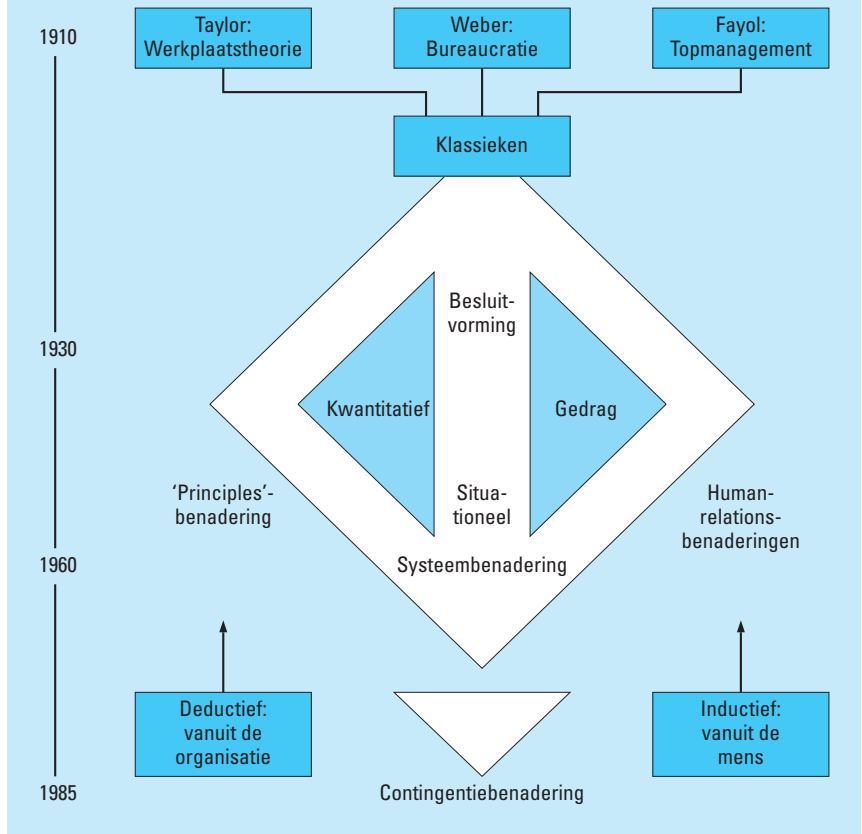 1910
Taylor:
Werkplaatstheorie
Weber:
Bureaucratie
Fayol:
Topmanagement
Klassieken
Besluit-
vorming
1930
Kwantitatief
Gedrag
‘Principles’-
benadering
Situa-
tioneel
Human-
relations-
benaderingen
1960
Systeembenadering
Deductief:
vanuit de
organisatie
Inductief:
vanuit de
mens
1985
Contingentiebenadering